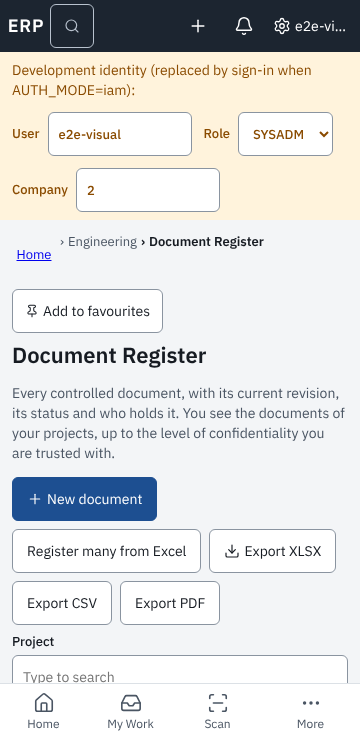 ERP
e2e-vi...
Development identity (replaced by sign-in when
AUTH_MODE=iam):
User e2e-visual Role SYSADM
Company 2
Home › Engineering › Document Register
Add to favourites
Document Register
Every controlled document, with its current revision,
its status and who holds it. You see the documents of
your projects, up to the level of confidentiality you
are trusted with.
New document
Register many from Excel Export XLSX
Export CSV Export PDF
Project
Type to search
Home My Work Scan More